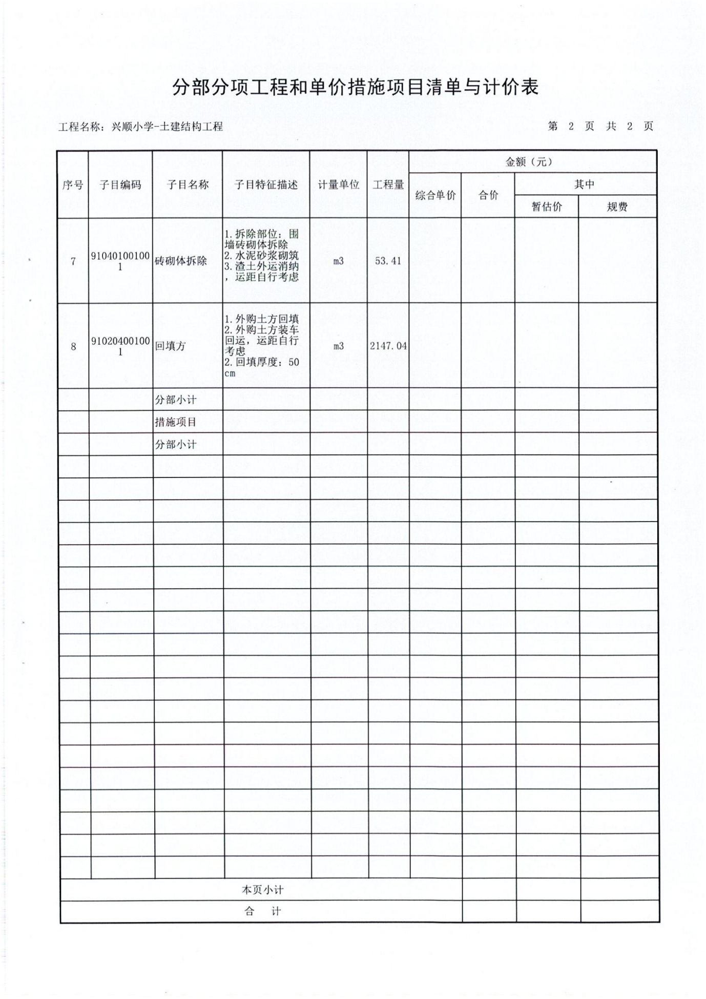 分部分项工程和单价措施项目清单与计价表
工程名称：兴顺小学-土建结构工程
第 2 页 共 2 页
序号 子目编码 子目名称 子目特征描述 计量单位 工程量 金额（元）
综合单价 合价 其中
暂估价 规费
7
91040100100
1
砖砌体拆除
1.拆除部位：围
墙砖砌体拆除
2.水泥砂浆砌筑
3.渣土外运消纳
，运距自行考虑
m3
53.41
8
91020400100
1
回填方
1.外购土方回填
2.外购土方装车
回运，运距自行
考虑
2.回填厚度：50
cm
m3
2147.04
分部小计
措施项目
分部小计
本页小计
合 计